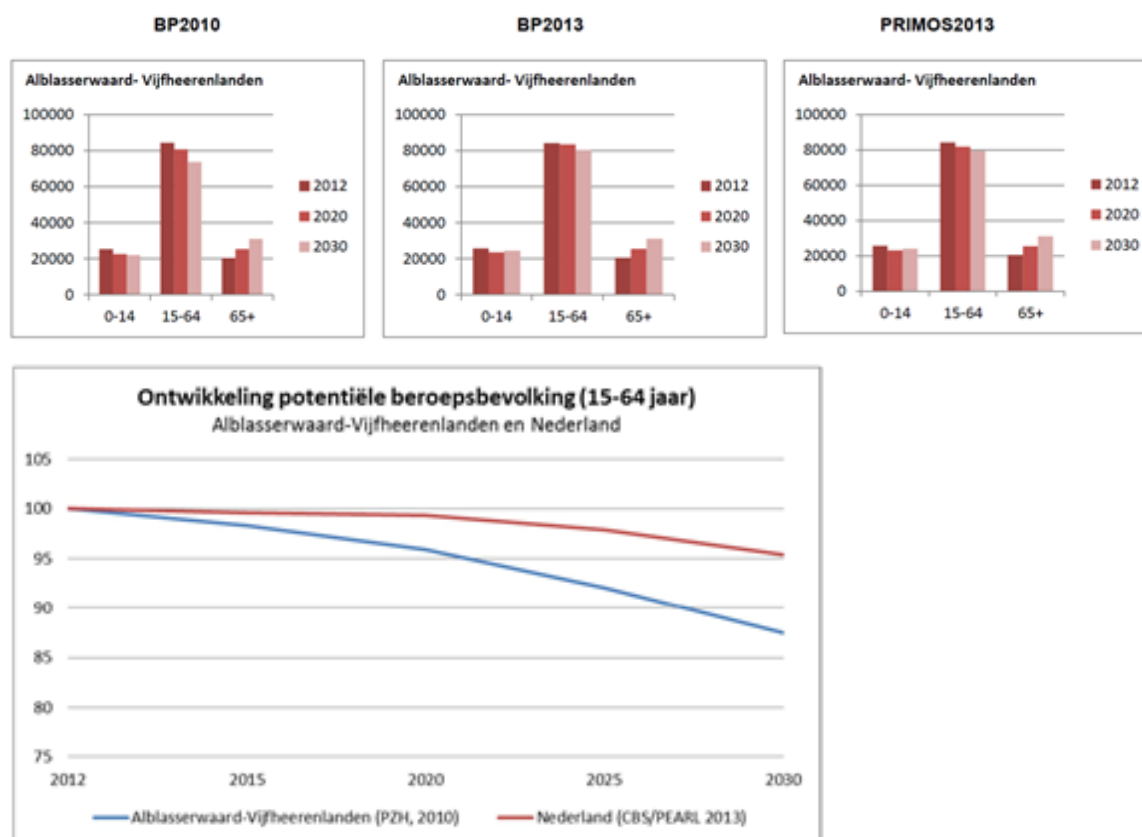 BP2010
BP2013
PRIMOS2013
Alblasserwaard- Vijfheerenlanden
100000
80000
60000
40000
20000
0
0-14 15-64 65+
2012
2020
2030
Alblasserwaard- Vijfheerenlanden
100000
80000
60000
40000
20000
0
0-14 15-64 65+
2012
2020
2030
Alblasserwaard- Vijfheerenlanden
100000
80000
60000
40000
20000
0
0-14 15-64 65+
2012
2020
2030
Ontwikkeling potentiële beroepsbevolking (15-64 jaar)
Alblasserwaard-Vijfheerenlanden en Nederland
105
100
95
90
85
80
75
2012 2015 2020 2025 2030
Alblasserwaard-Vijfheerenlanden (PZH, 2010) Nederland (CBS/PEARL 2013)